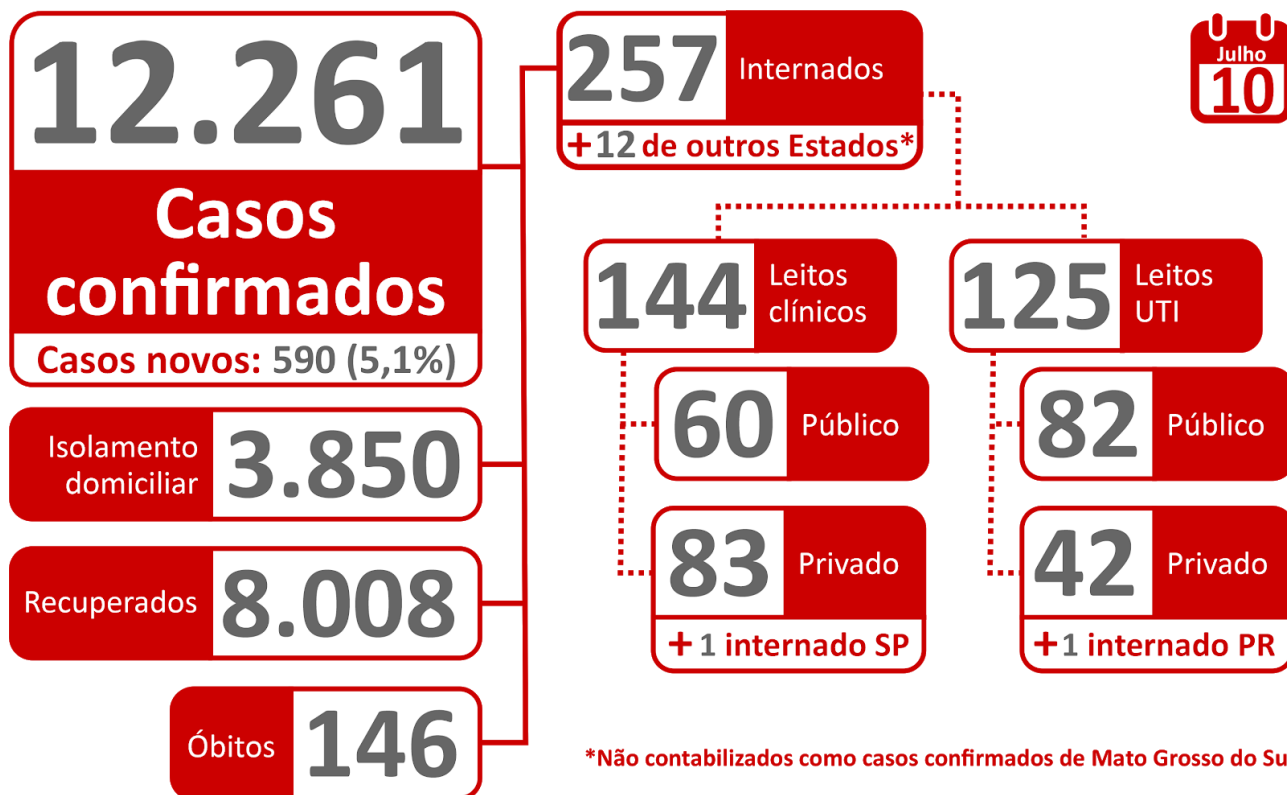 12.261
Casos
confirmados
Casos novos: 590 (5,1%)
Isolamento
domiciliar
3.850
Recuperados
8.008
Óbitos
146
257
Internados
+ 12 de outros Estados*
144
Leitos
clínicos
60
Público
83
Privado
+ 1 internado SP
125
Leitos
UTI
82
Público
42
Privado
+1 internado PR
Julho
10
*Não contabilizados como casos confirmados de Mato Grosso do Su